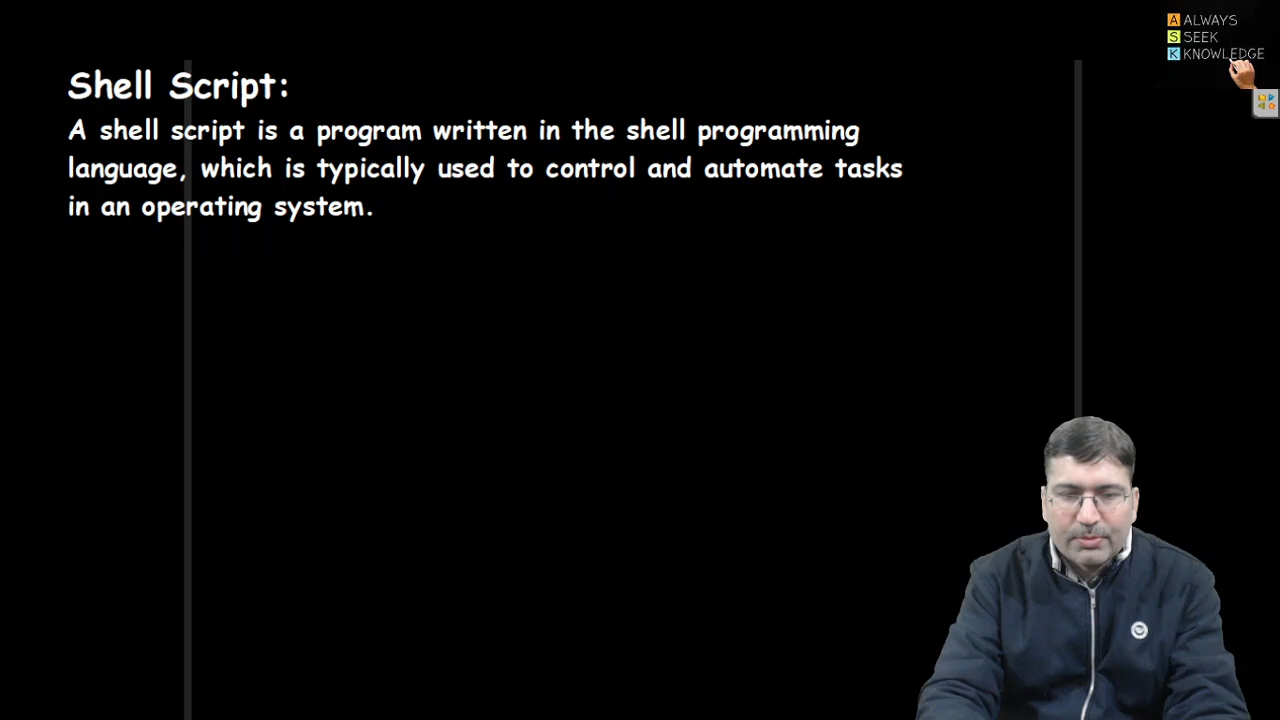 A ALWAYS
S SEEK
K KNOWLEDGE
Shell Script:
A shell script is a program written in the shell programming
language, which is typically used to control and automate tasks
in an operating system.